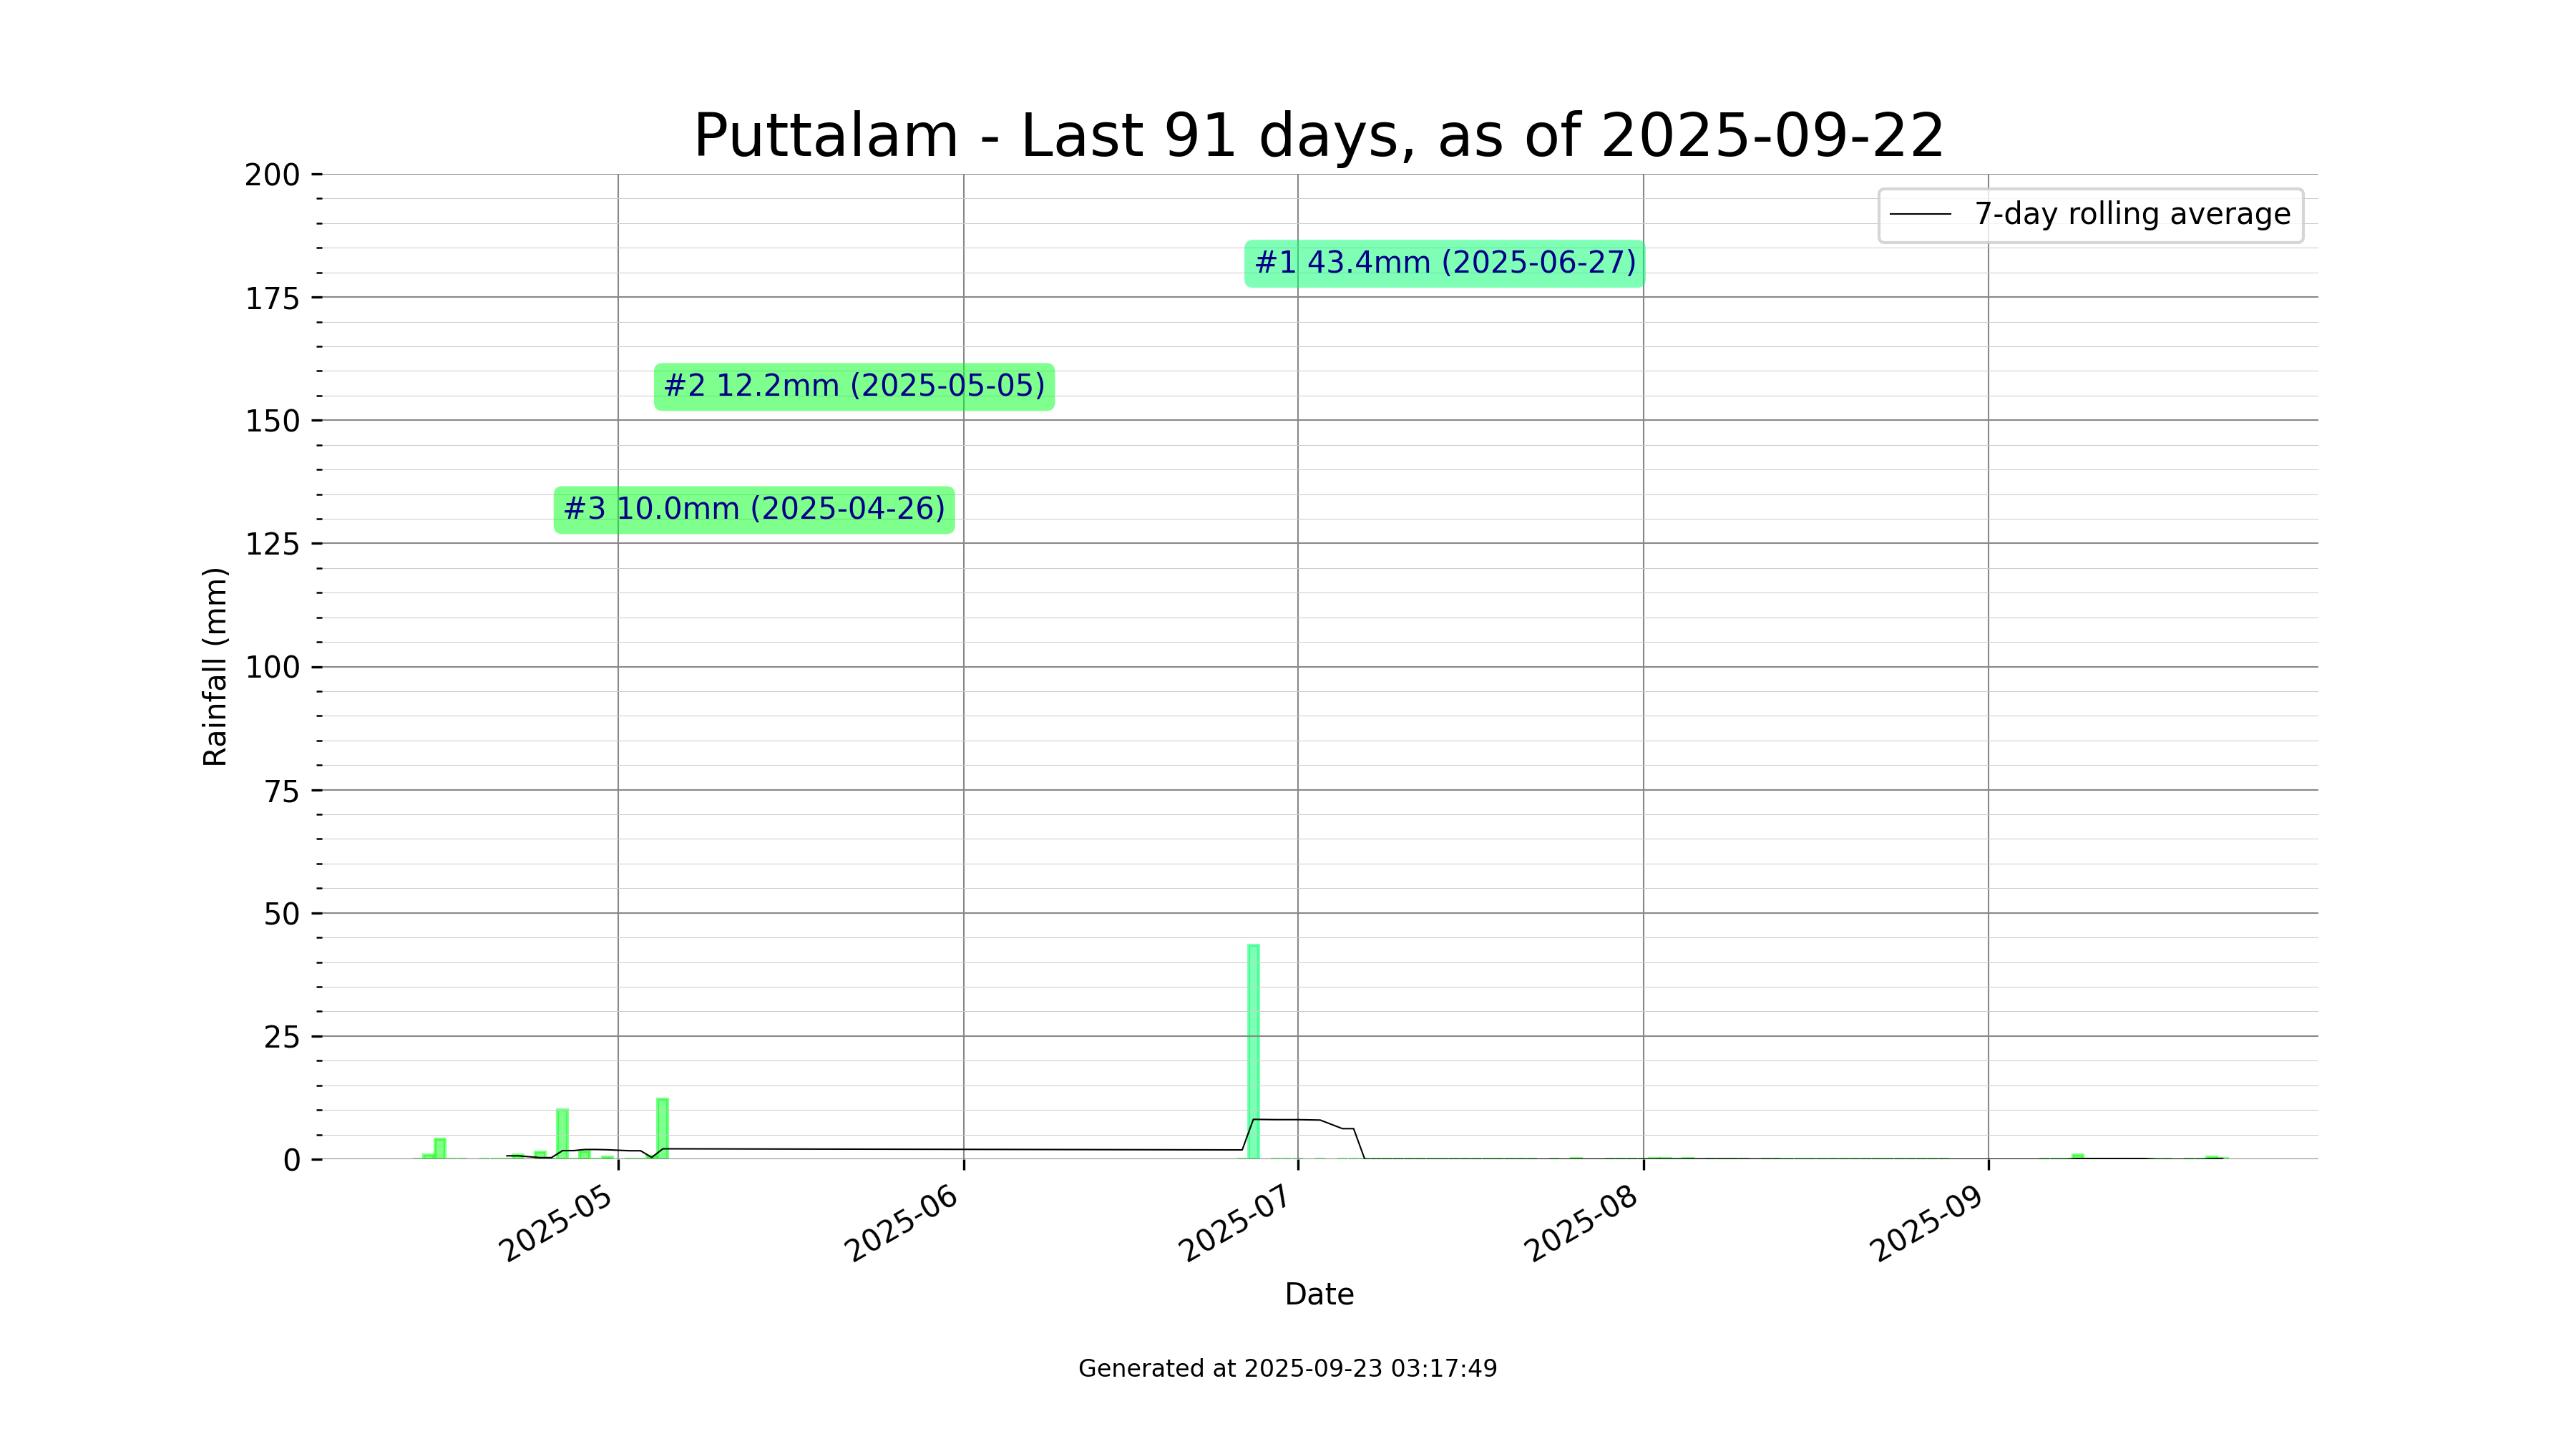 Puttalam - Last 91 days, as of 2025-09-22
200
175
150
125
100
75
50
25
0
Rainfall (mm)
7-day rolling average
#1 43.4mm (2025-06-27)
#2 12.2mm (2025-05-05)
#3 10.0mm (2025-04-26)
2025-05
2025-06
2025-07
2025-08
2025-09
Date
Generated at 2025-09-23 03:17:49